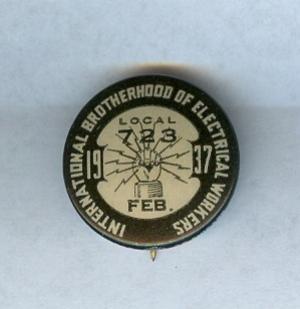 INTERNATIONAL BROTHERHOOD OF ELECTRICAL WORKERS
LOCAL
723
19 37
FEB.